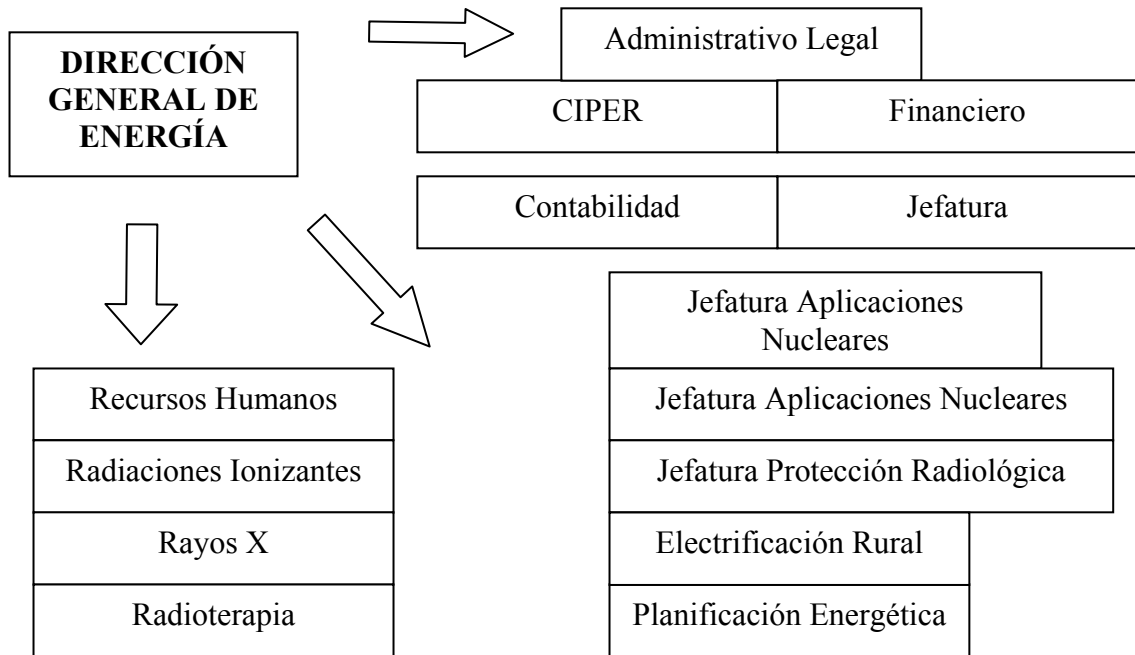 DIRECCIÓN
GENERAL DE
ENERGÍA
Administrativo Legal
CIPER
Financiero
Contabilidad
Jefatura
Recursos Humanos
Radiaciones Ionizantes
Rayos X
Radioterapia
Jefatura Aplicaciones
Nucleares
Jefatura Aplicaciones Nucleares
Jefatura Protección Radiológica
Electrificación Rural
Planificación Energética